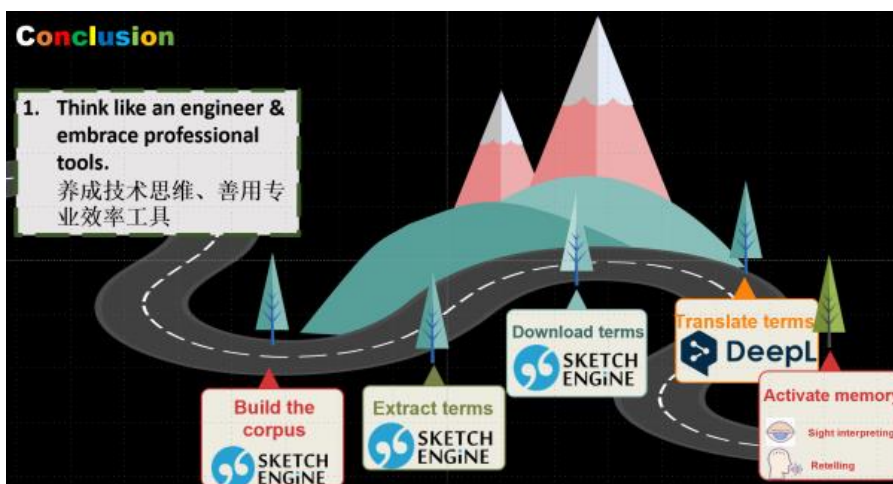 Conclusion
1. Think like an engineer &
embrace professional
tools.
养成技术思维、善用专
业效率工具
Build the
corpus
SKETCH
ENGINE
Extract terms
SKETCH
ENGINE
Download terms
SKETCH
ENGINE
Translate terms
DeepL
Activate memory
Sight interpreting
Retelling